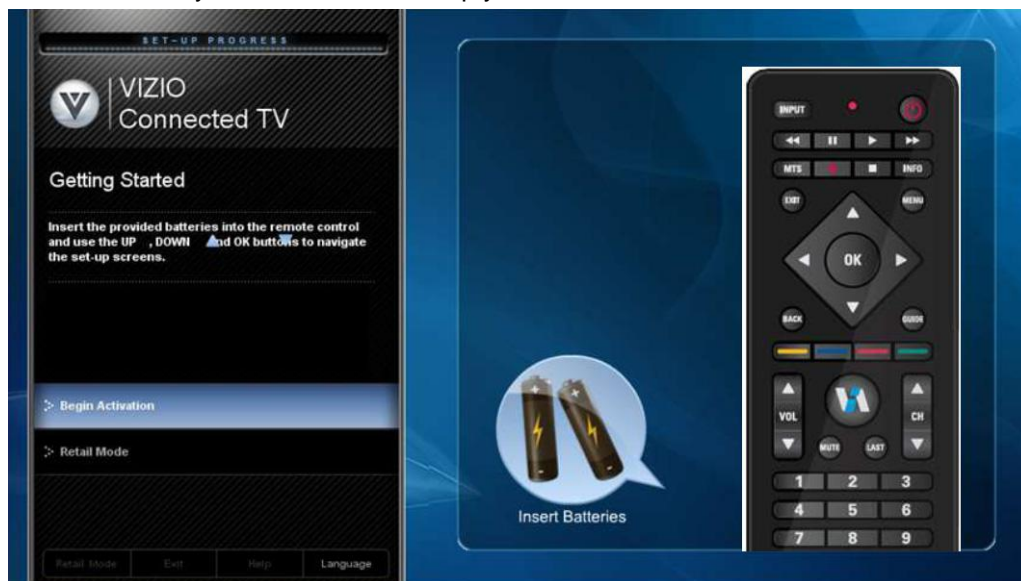 SET-UP PROGRESS
VIZIO
Connected TV
Getting Started
Insert the provided batteries into the remote control
and use the UP , DOWN and OK buttons to navigate
the set-up screens.
> Begin Activation
> Retail Mode
Retail Mode Exit Help Language
Insert Batteries
INPUT
MTS INFO
EXIT MENU
OK
BACK GUIDE
VOL CH
MUTE LAST
1 2 3
4 5 6
7 8 9